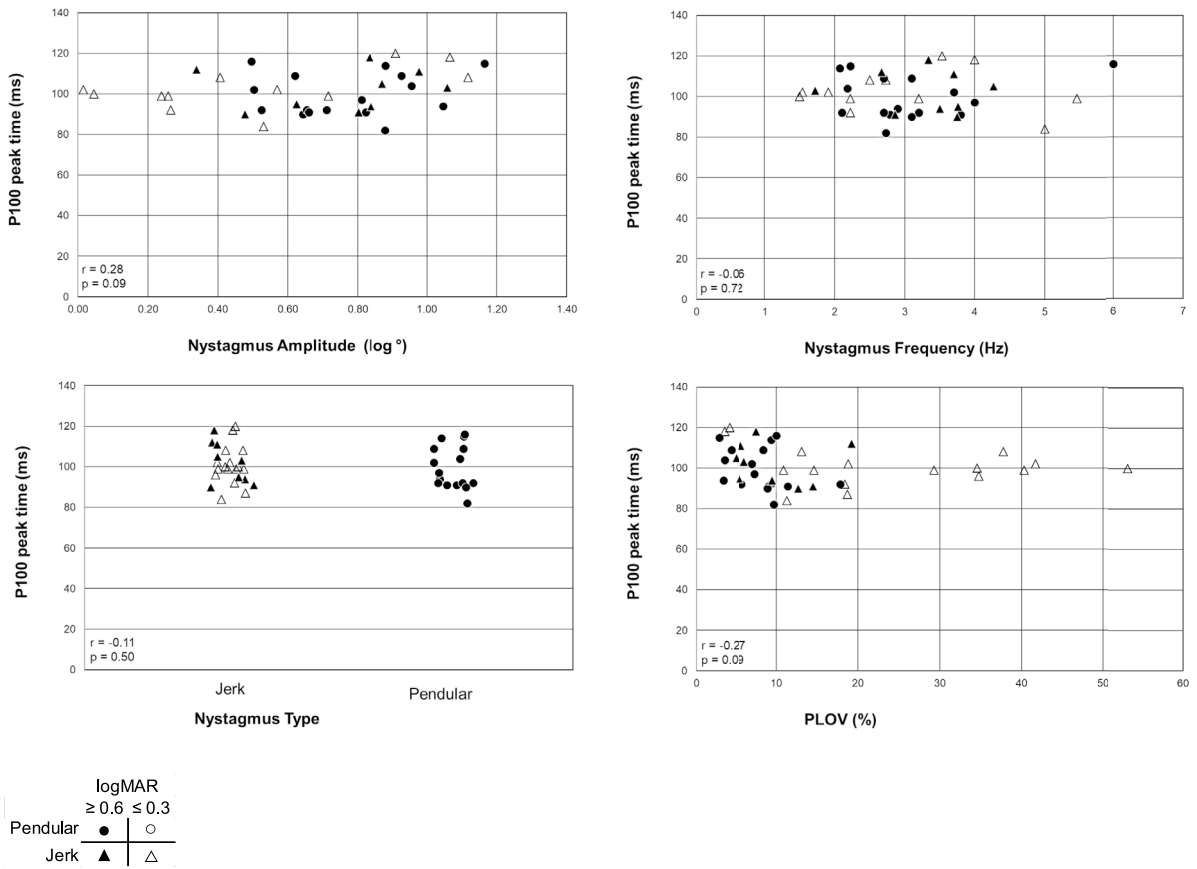 140
120
100
80
60
40
20
0
P100 peak time (ms)
r = 0.28
p = 0.09
0.00 0.20 0.40 0.60 0.80 1.00 1.20 1.40
Nystagmus Amplitude (log °)
140
120
100
80
60
40
20
0
P100 peak time (ms)
r = -0.06
p = 0.72
0 1 2 3 4 5 6 7
Nystagmus Frequency (Hz)
140
120
100
80
60
40
20
0
P100 peak time (ms)
r = -0.11
p = 0.50
Jerk Pendular
Nystagmus Type
140
120
100
80
60
40
20
0
P100 peak time (ms)
r = -0.27
p = 0.09
0 10 20 30 40 50 60
PLOV (%)
logMAR
≥ 0.6 ≤ 0.3
Pendular
Jerk